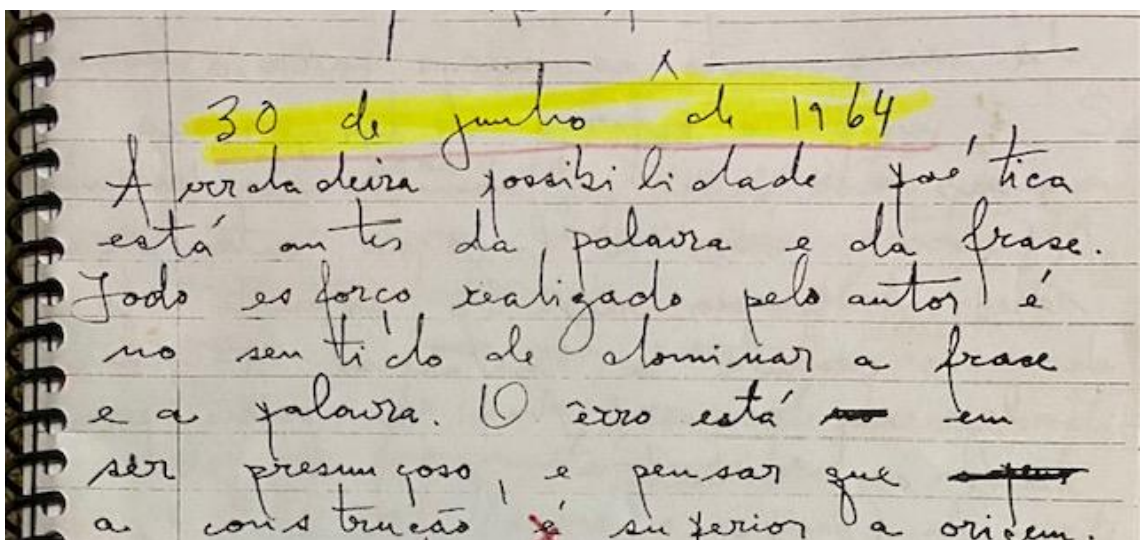 30 de junho de 1964
A verdadeira possibilidade poética
está antes da palavra e da frase.
Todo esforço realizado pelo autor é
no sentido de dominar a frase
e a palavra. O êrro está em
ser presunçoso, e pensar que
a construção é superior a origem.